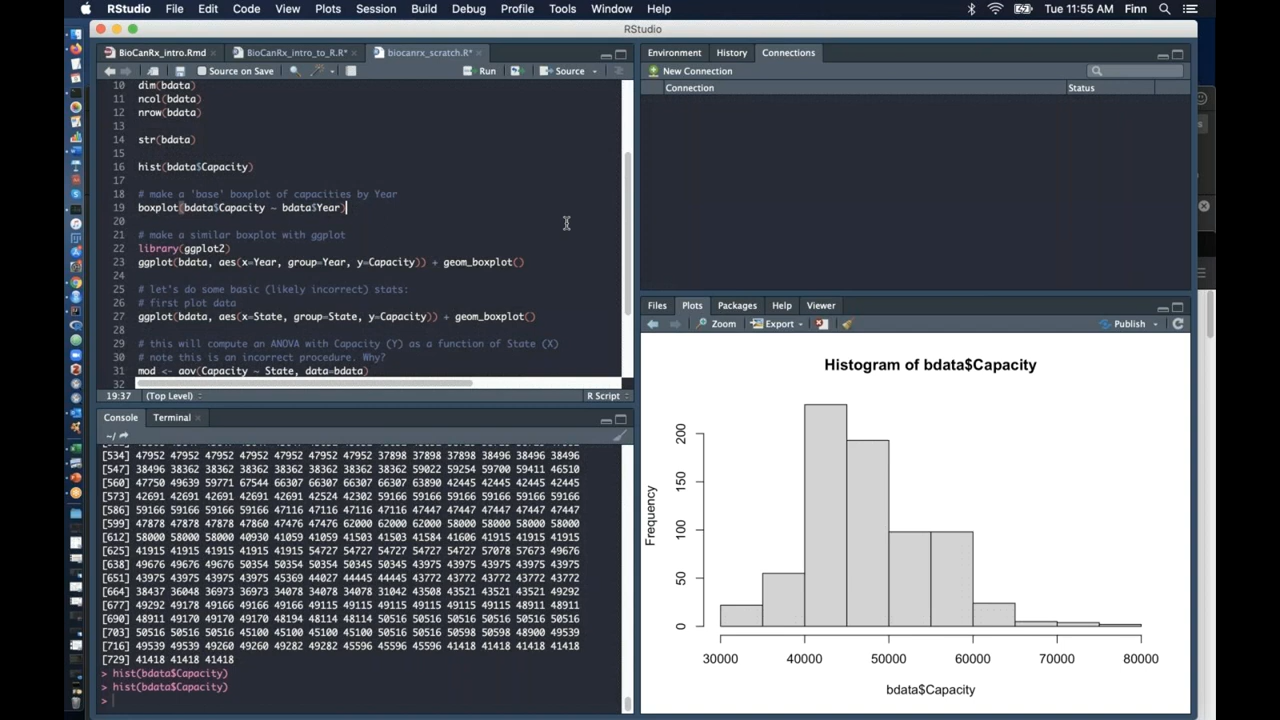 RStudio File Edit Code View Plots Session Build Debug Profile Tools Window Help Tue 11:55 AM Finn
RStudio
BioCanRx_intro.Rmd BioCanRx_intro_to_R.R* biocanrx_scratch.R*
Source on Save Run Source
10 dim(bdata)
11 ncol(bdata)
12 nrow(bdata)
13
14 str(bdata)
15
16 hist(bdata$Capacity)
17
18 # make a 'base' boxplot of capacities by Year
19 boxplot(bdata$Capacity ~ bdata$Year)
20
21 # make a similar boxplot with ggplot
22 library(ggplot2)
23 ggplot(bdata, aes(x=Year, group=Year, y=Capacity)) + geom_boxplot()
24
25 # let's do some basic (likely incorrect) stats:
26 # first plot data
27 ggplot(bdata, aes(x=State, group=State, y=Capacity)) + geom_boxplot()
28
29 # this will compute an ANOVA with Capacity (Y) as a function of State (X)
30 # note this is an incorrect procedure. Why?
31 mod <- aov(Capacity ~ State, data=bdata)
32
19:37 (Top Level) R Script
Console Terminal
~/
[534] 47952 47952 47952 47952 47952 47952 37898 37898 37898 38496 38496 38496
[547] 38496 38362 38362 38362 38362 38362 38362 59022 59254 59700 59411 46510
[560] 47750 49639 59771 67544 66307 66307 66307 66307 63890 42445 42445 42445
[573] 42691 42691 42691 42691 42524 42302 59166 59166 59166 59166 59166 59166
[586] 59166 59166 59166 47116 47116 47116 47116 47447 47447 47447 47447 47447
[599] 47878 47878 47878 47860 47476 47476 62000 62000 62000 58000 58000 58000
[612] 58000 58000 58000 40930 41059 41059 41503 41503 41584 41606 41915 41915
[625] 41915 41915 41915 41915 41915 54727 54727 54727 54727 57078 57673 49676
[638] 49676 49676 49676 50354 50354 50354 50345 50345 43975 43975 43975 43975
[651] 43975 43975 43975 43975 45369 44027 44445 44445 43772 43772 43772 43772
[664] 38437 36048 36973 36973 34078 34078 34078 31042 43508 43521 43521 49292
[677] 49292 49178 49166 49166 49166 49115 49115 49115 49115 49115 48911 48911
[690] 48911 49170 49170 49170 48194 48114 48114 50516 50516 50516 50516 50516
[703] 50516 50516 50516 45100 45100 45100 45100 50516 50598 50598 48900 49539
[716] 49539 49539 49260 49260 49282 49282 45596 45596 45596 41418 41418 41418
[729] 41418 41418 41418
> hist(bdata$Capacity)
> hist(bdata$Capacity)
>
Environment History Connections
New Connection
Connection Status
Files Plots Packages Help Viewer
Zoom Export Publish
Histogram of bdata$Capacity
Frequency
200
150
100
50
0
30000 40000 50000 60000 70000 80000
bdata$Capacity